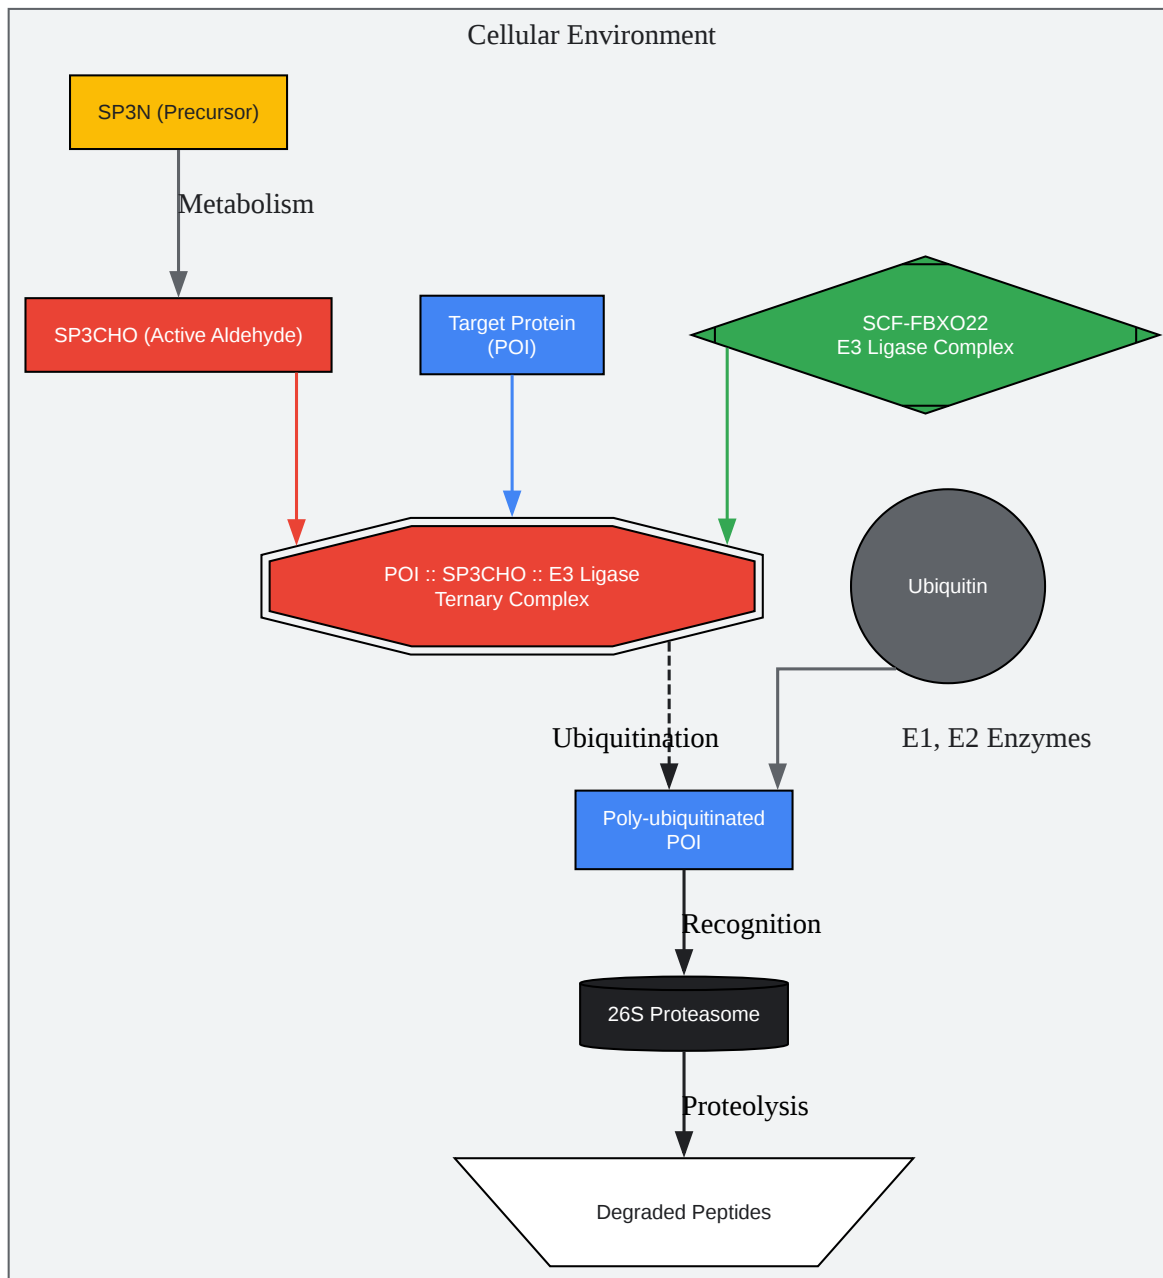 Cellular Environment
SP3N (Precursor)
Metabolism
SP3CHO (Active Aldehyde)
Target Protein
(POI)
SCF-FBXO22
E3 Ligase Complex
POI :: SP3CHO :: E3 Ligase
Ternary Complex
Ubiquitin
Ubiquitination
E1, E2 Enzymes
Poly-ubiquitinated
POI
Recognition
26S Proteasome
Proteolysis
Degraded Peptides